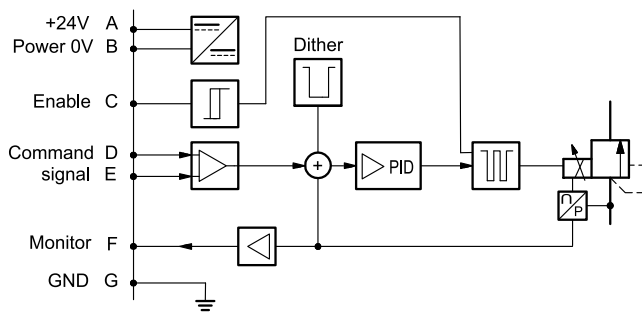 +24V A
Power 0V B
Dither
Enable C
Command D
signal E
PID
Monitor F
GND G
+
U
P